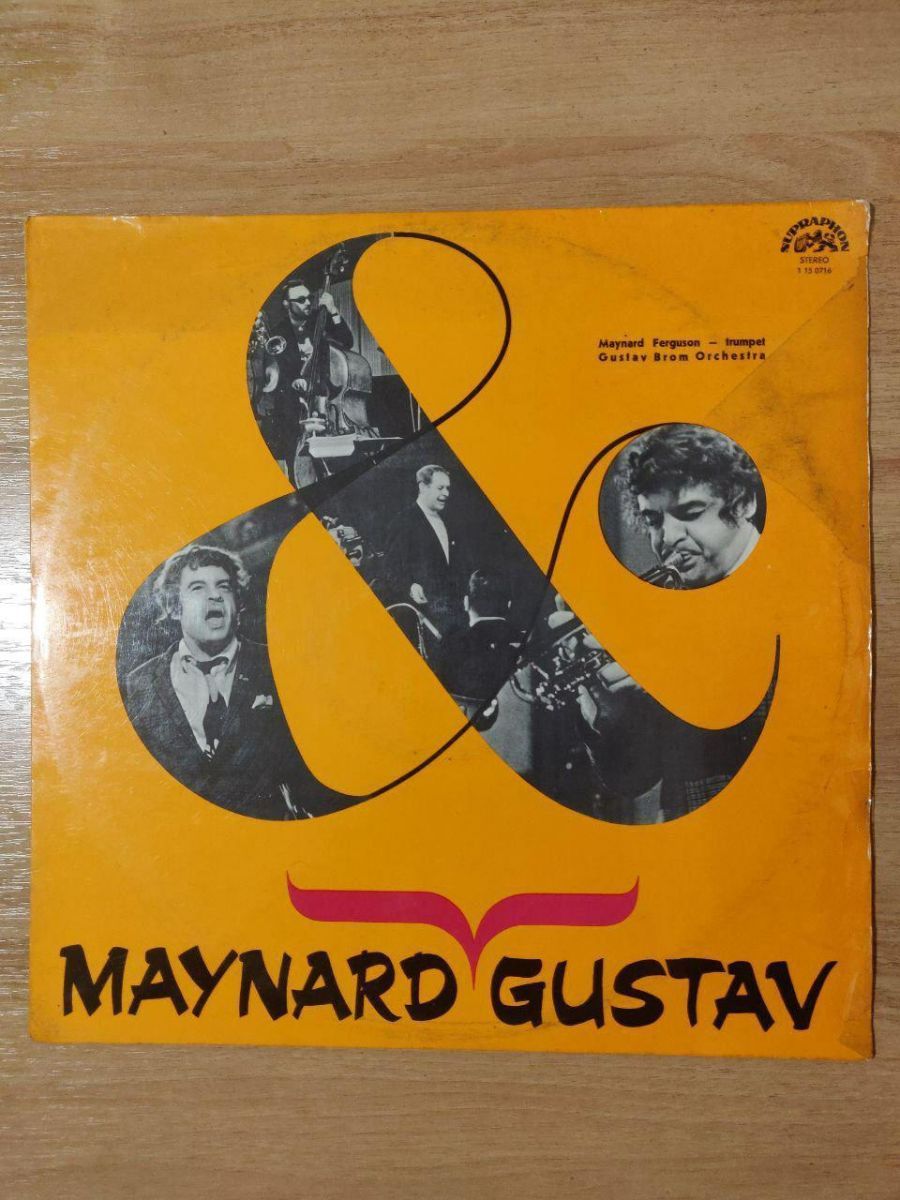 SUPRAPHON
STEREO
1 15 0716
Maynard Ferguson – trumpet
Gustav Brom Orchestra
&
MAYNARD GUSTAV